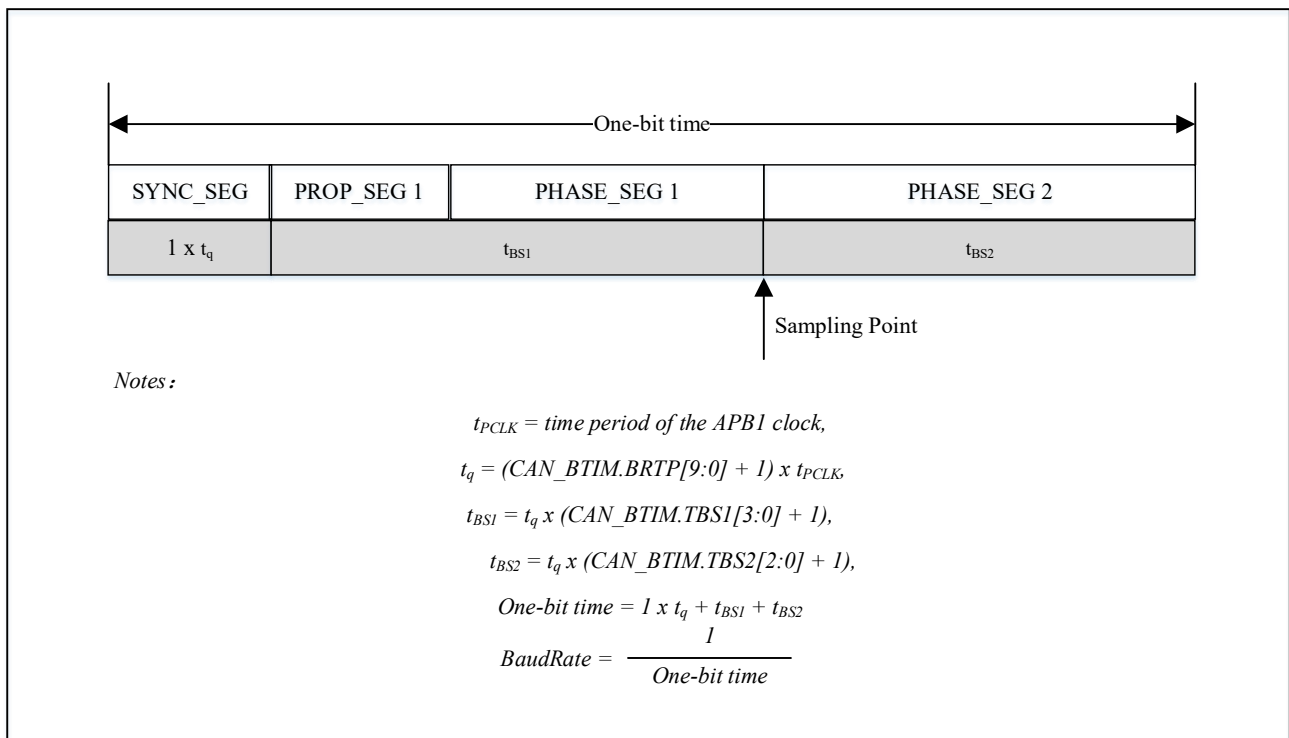 One-bit time
SYNC_SEG PROP_SEG 1 PHASE_SEG 1 PHASE_SEG 2
1 x tq tBS1 tBS2
Sampling Point
Notes：
tPCLK = time period of the APB1 clock,
tq = (CAN_BTIM.BRTP[9:0] + 1) x tPCLK,
tBS1 = tq x (CAN_BTIM.TBS1[3:0] + 1),
tBS2 = tq x (CAN_BTIM.TBS2[2:0] + 1),
One-bit time = 1 x tq + tBS1 + tBS2
BaudRate = 1
One-bit time